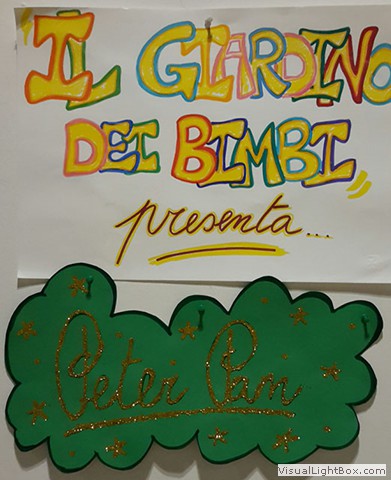 "IL GIARDINO
DEI BIMBI"
presenta...
Peter Pan
VisualLightBox.com